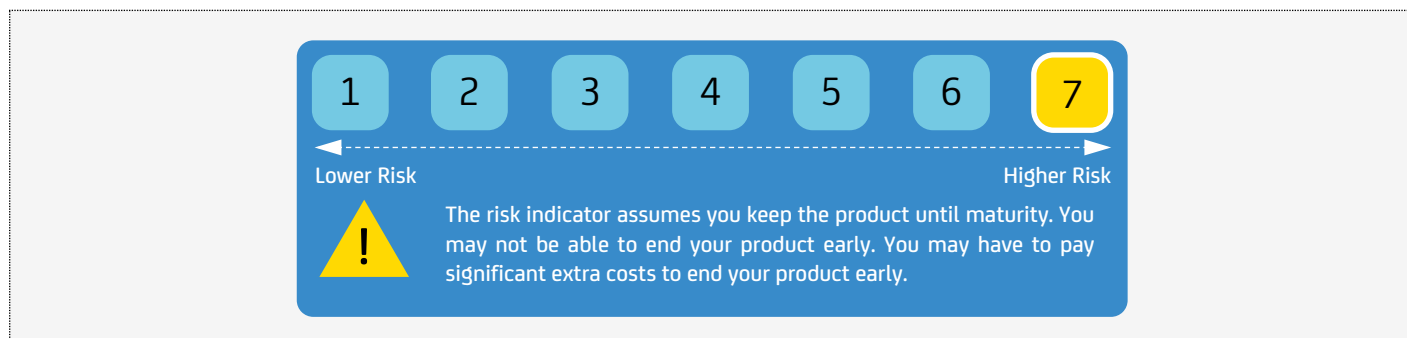 1 2 3 4 5 6 7
Lower Risk Higher Risk
! The risk indicator assumes you keep the product until maturity. You
may not be able to end your product early. You may have to pay
significant extra costs to end your product early.